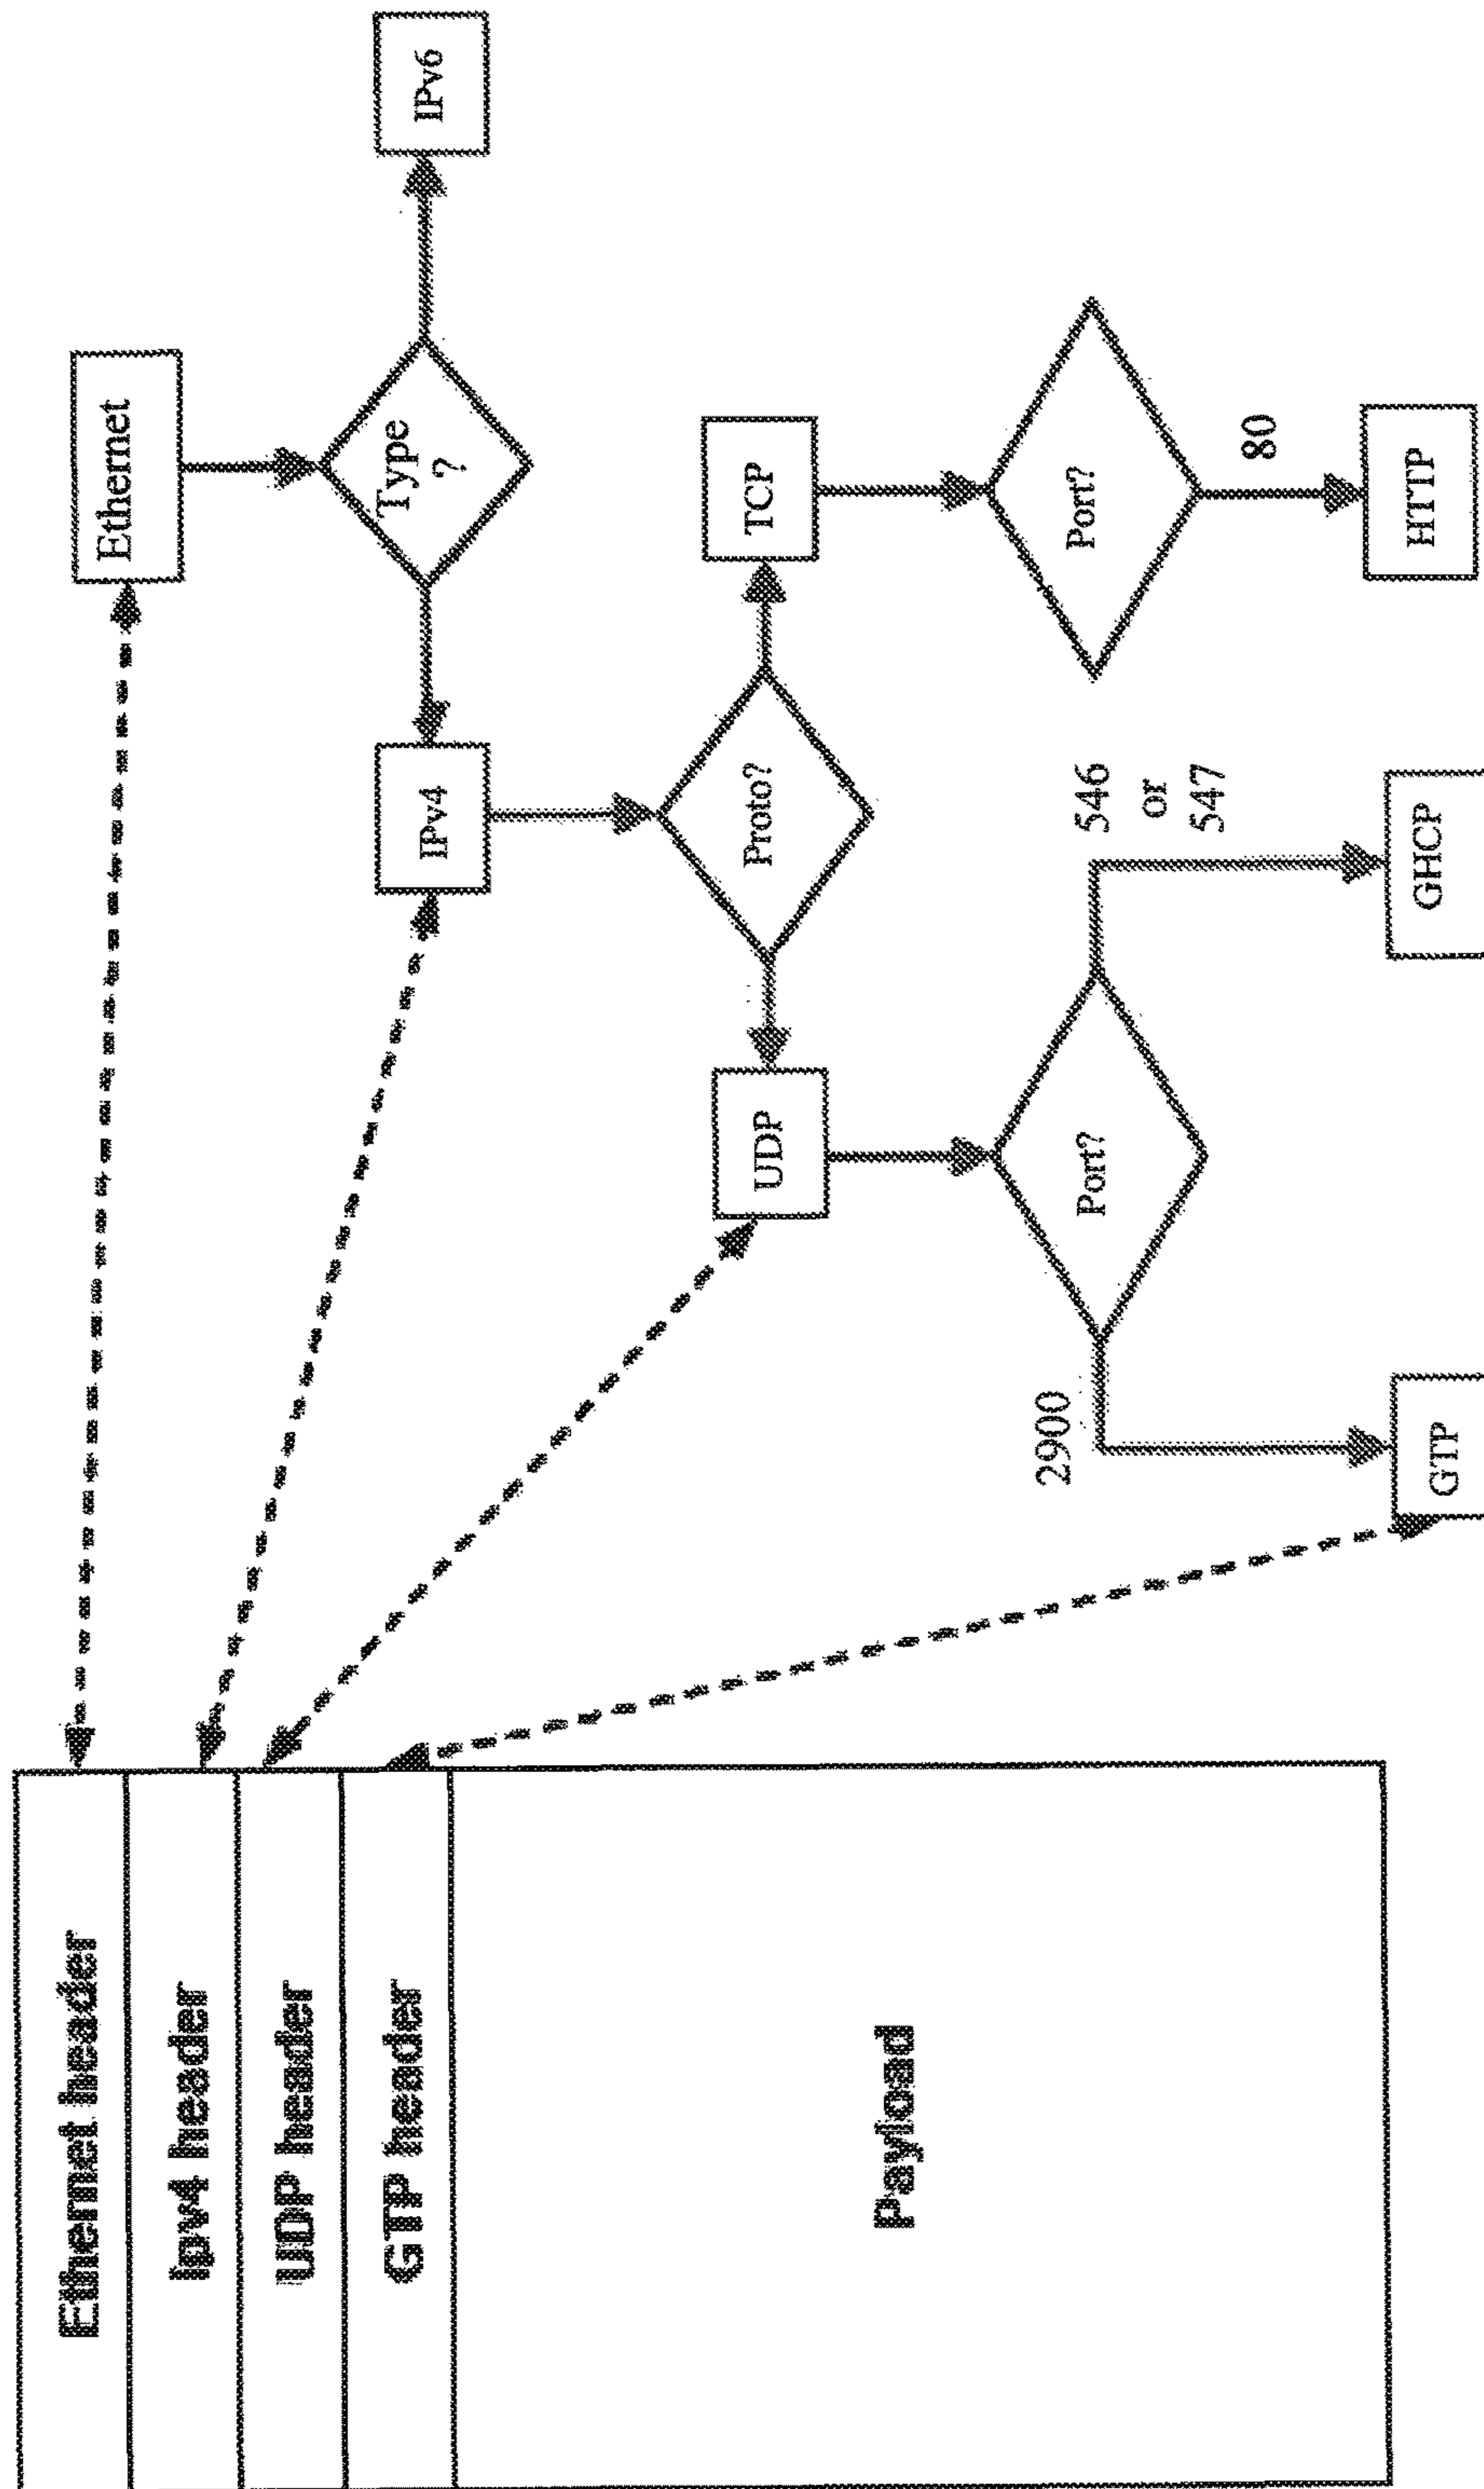 Ethernet header
Ipv4 header
UDP header
GTP header
Payload
Ethernet
Type
?
IPv4
IPv6
Proto?
UDP
TCP
Port?
Port?
2900
546
or
547
80
GTP
GHCP
HTTP